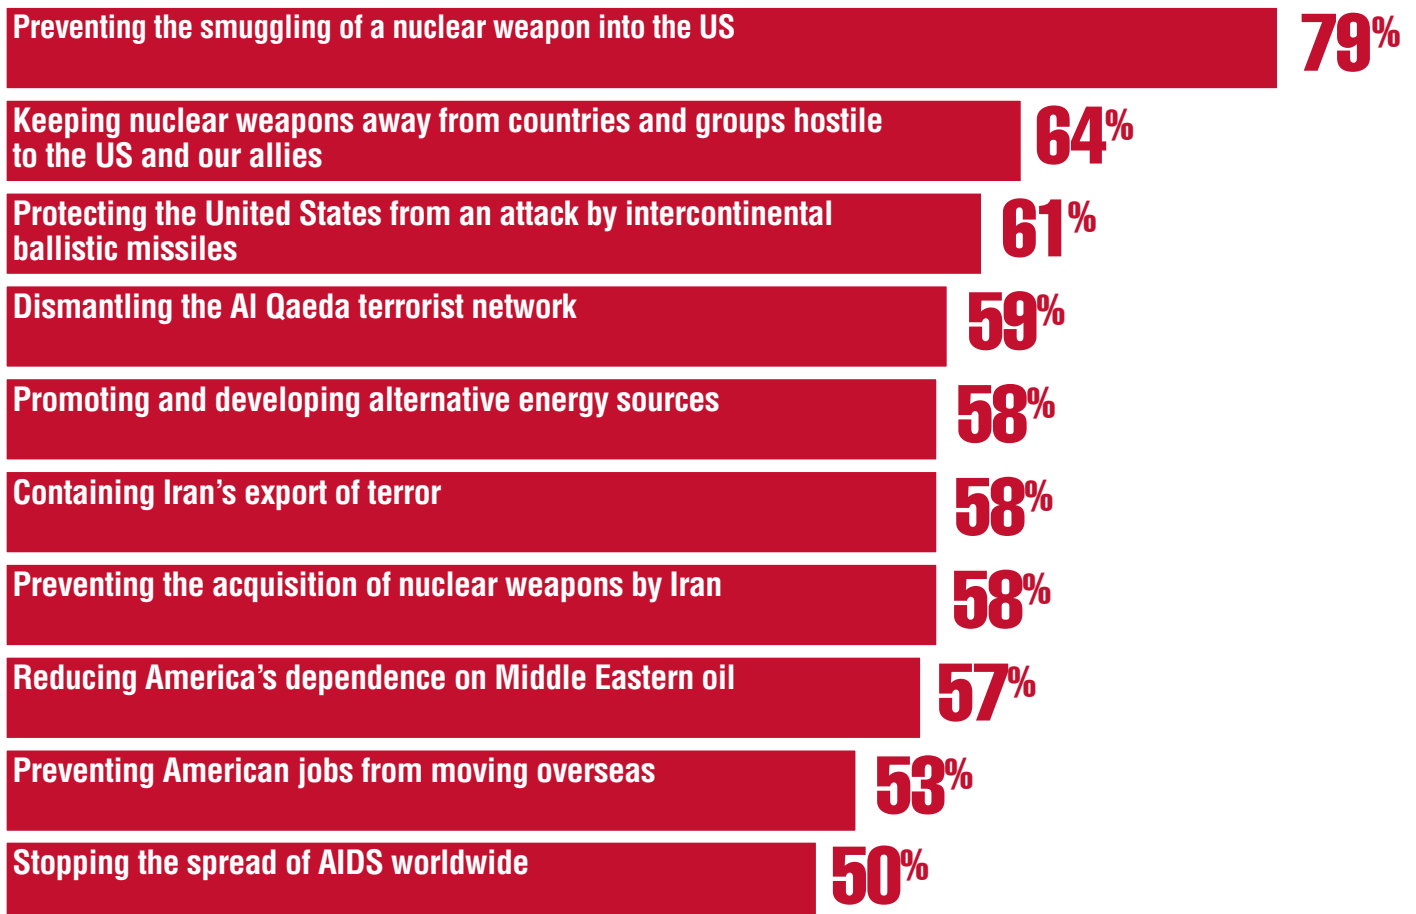 Preventing the smuggling of a nuclear weapon into the US
79%
Keeping nuclear weapons away from countries and groups hostile
to the US and our allies
64%
Protecting the United States from an attack by intercontinental
ballistic missiles
61%
Dismantling the Al Qaeda terrorist network
59%
Promoting and developing alternative energy sources
58%
Containing Iran’s export of terror
58%
Preventing the acquisition of nuclear weapons by Iran
58%
Reducing America’s dependence on Middle Eastern oil
57%
Preventing American jobs from moving overseas
53%
Stopping the spread of AIDS worldwide
50%